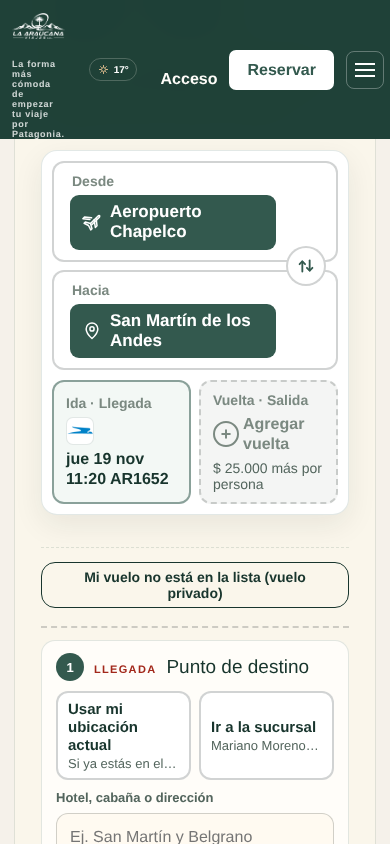 LA ARAUCANA
VIAJES
La forma
más
cómoda
de
empezar
tu viaje
por
Patagonia.
17°
Acceso
Reservar
Desde
Aeropuerto
Chapelco
Hacia
San Martín de los
Andes
Ida · Llegada
jue 19 nov
11:20 AR1652
Vuelta · Salida
Agregar
vuelta
$ 25.000 más por
persona
Mi vuelo no está en la lista (vuelo
privado)
1 LLEGADA Punto de destino
Usar mi
ubicación
actual
Si ya estás en el…
Ir a la sucursal
Mariano Moreno…
Hotel, cabaña o dirección
Ej. San Martín y Belgrano